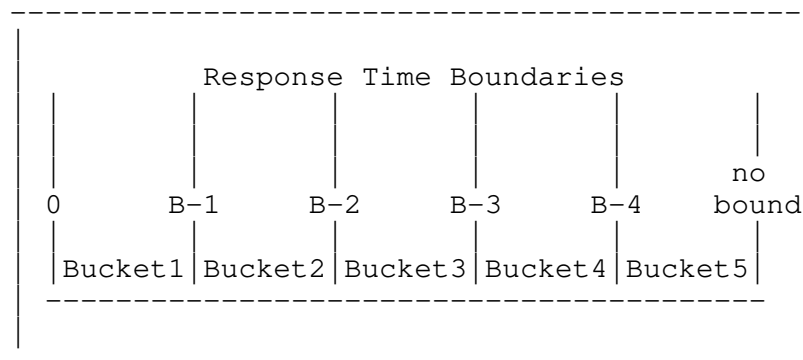 Response Time Boundaries
no
0 B-1 B-2 B-3 B-4 bound
|Bucket1|Bucket2|Bucket3|Bucket4|Bucket5|